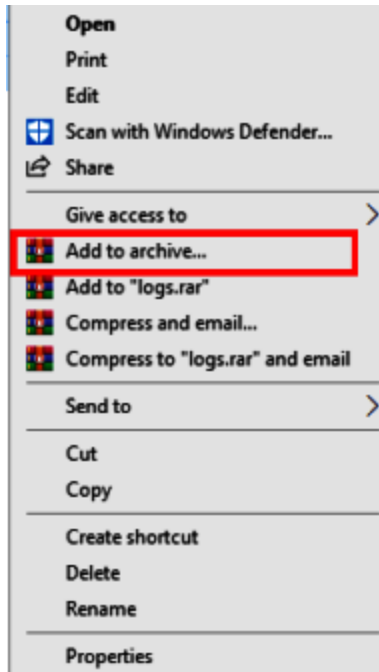 Open
Print
Edit
Scan with Windows Defender...
Share
Give access to
Add to archive...
Add to "logs.rar"
Compress and email...
Compress to "logs.rar" and email
Send to
Cut
Copy
Create shortcut
Delete
Rename
Properties